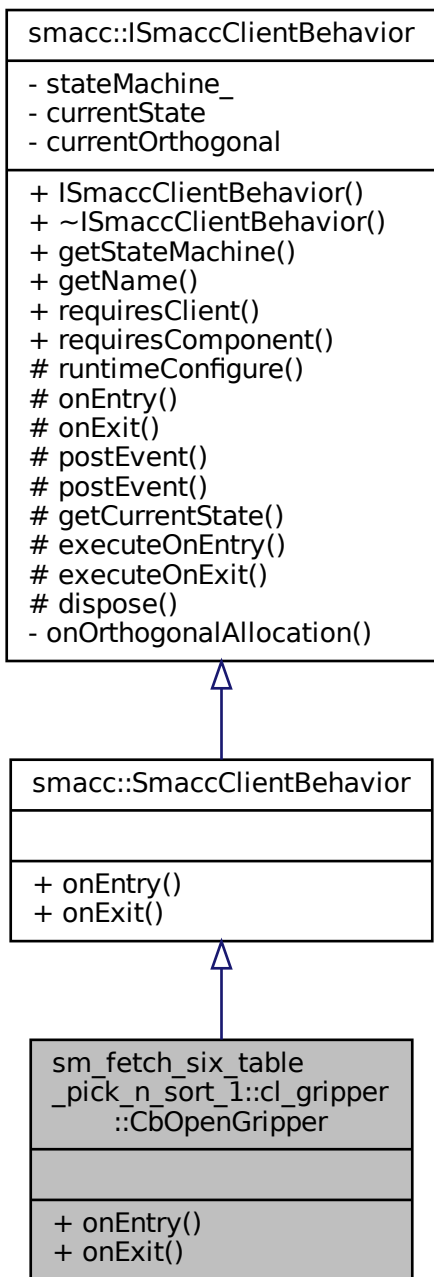 smacc::ISmaccClientBehavior
- stateMachine_
- currentState
- currentOrthogonal
+ ISmaccClientBehavior()
+ ~ISmaccClientBehavior()
+ getStateMachine()
+ getName()
+ requiresClient()
+ requiresComponent()
# runtimeConfigure()
# onEntry()
# onExit()
# postEvent()
# postEvent()
# getCurrentState()
# executeOnEntry()
# executeOnExit()
# dispose()
- onOrthogonalAllocation()
smacc::SmaccClientBehavior
+ onEntry()
+ onExit()
sm_fetch_six_table
_pick_n_sort_1::cl_gripper
::CbOpenGripper
+ onEntry()
+ onExit()